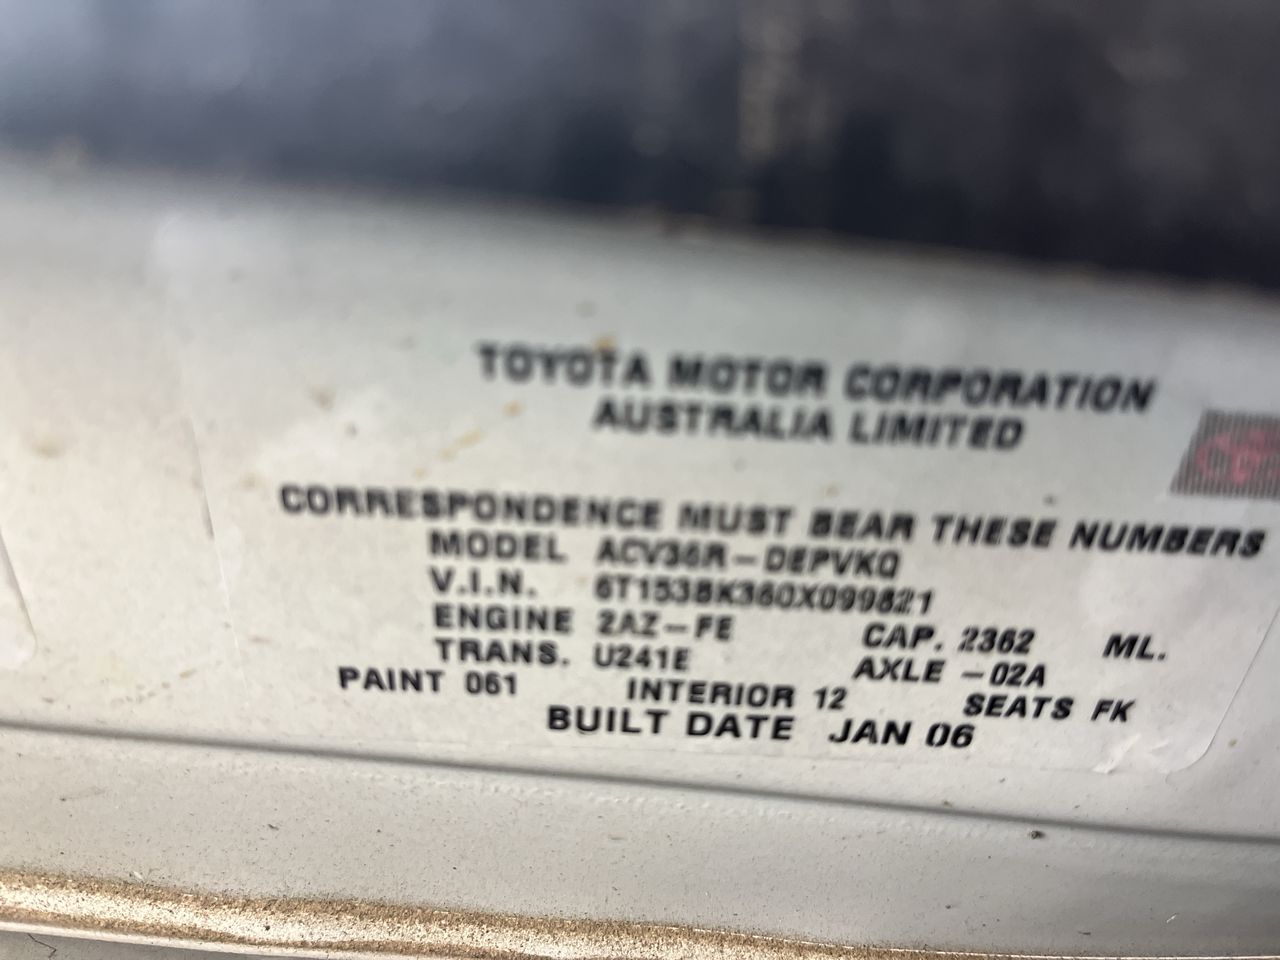 TOYOTA MOTOR CORPORATION
AUSTRALIA LIMITED
CORRESPONDENCE MUST BEAR THESE NUMBERS
MODEL ACV36R-DEPVKQ
V.I.N. 6T153BK360X099821
ENGINE 2AZ-FE CAP. 2362 ML.
TRANS. U241E AXLE -02A
PAINT 061 INTERIOR 12 SEATS FK
BUILT DATE JAN 06